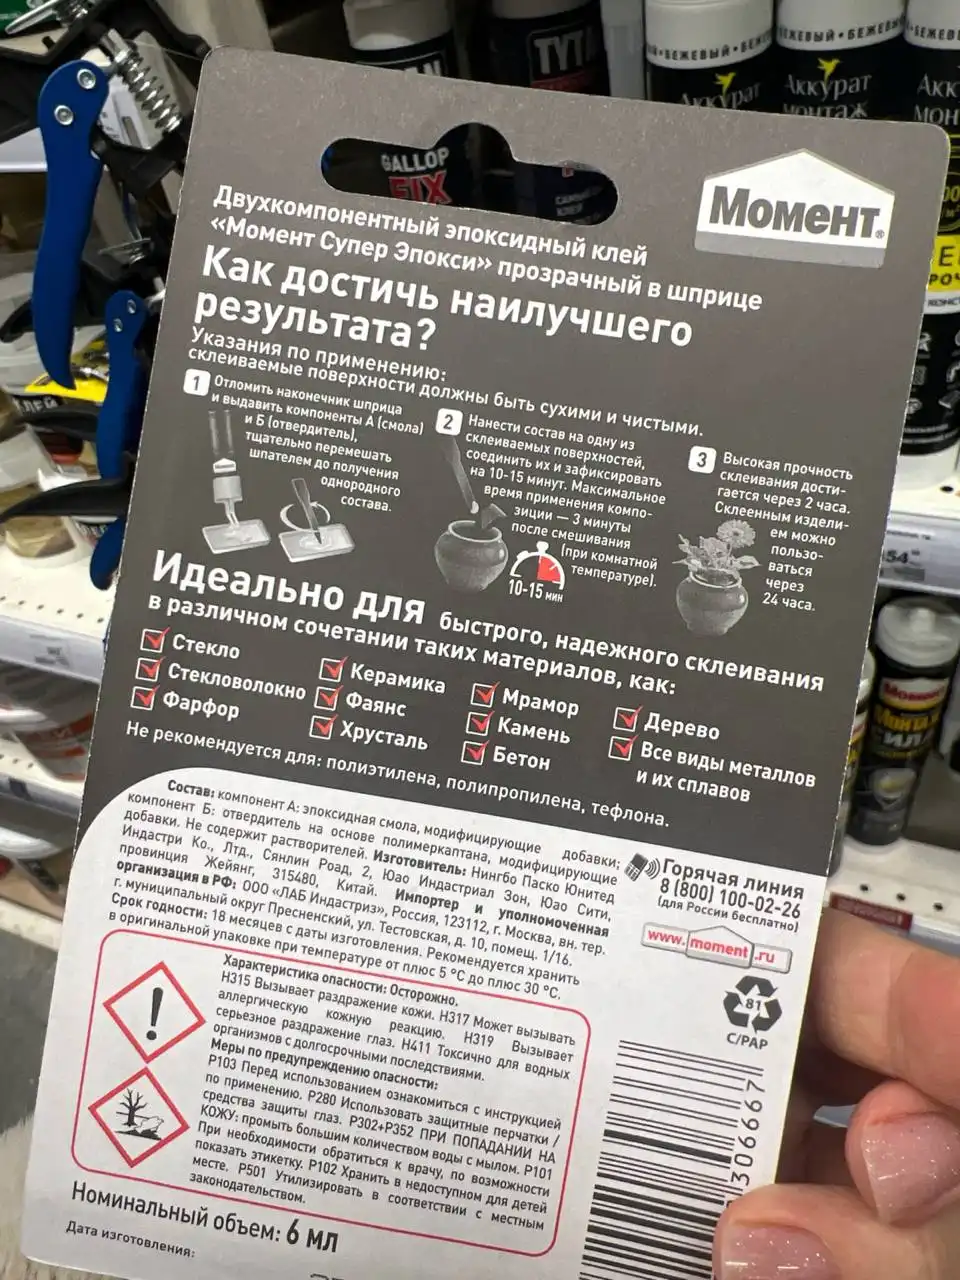 TYTAN
•БЕЖЕВЫЙ•БЕЖЕ
Аккурат
Аккурат
МОНТАЖ
GALLOP
FIX
Момент®
Двухкомпонентный эпоксидный клей
«Момент Супер Эпокси» прозрачный в шприце
Как достичь наилучшего
результата?
Указания по применению:
склеиваемые поверхности должны быть сухими и чистыми.
1
Отломить наконечник шприца
и выдавить компоненты А (смола)
и Б (отвердитель),
тщательно перемешать
шпателем до получения
однородного
состава.
Момент
2
Нанести состав на одну из
склеиваемых поверхностей,
соединить их и зафиксировать
на 10-15 минут. Максимальное
время применения компо-
зиции — 3 минуты
после смешивания
(при комнатной
температуре).
10-15 мин
3
Высокая прочность
склеивания дости-
гается через 2 часа.
Склеенным издели-
ем можно
пользо-
ваться
через
24 часа.
Идеально для быстрого, надежного склеивания
в различном сочетании таких материалов, как:
Стекло
Стекловолокно
Фарфор
Керамика
Фаянс
Хрусталь
Мрамор
Камень
Бетон
Дерево
Все виды металлов
и их сплавов
Не рекомендуется для: полиэтилена, полипропилена, тефлона.
Состав: компонент А: эпоксидная смола, модифицирующие добавки;
компонент Б: отвердитель на основе полимеркаптана, модифицирующие
добавки. Не содержит растворителей. Изготовитель: Нингбо Паско Юнитед
Индастри Ко., Лтд., Сянлин Роад, 2, Юао Индастриал Зон, Юао Сити,
провинция Жейянг, 315480, Китай. Импортер и уполномоченная
организация в РФ: ООО «ЛАБ Индастриз», Россия, 123112, г. Москва, вн. тер.
г. муниципальный округ Пресненский, ул. Тестовская, д. 10, помещ. 1/16.
Срок годности: 18 месяцев с даты изготовления. Рекомендуется хранить
в оригинальной упаковке при температуре от плюс 5 °C до плюс 30 °C.
Горячая линия
8 (800) 100-02-26
(для России бесплатно)
www.moment.ru
81
C/PAP
Характеристика опасности: Осторожно.
H315 Вызывает раздражение кожи. H317 Может вызывать
аллергическую кожную реакцию. H319 Вызывает
серьезное раздражение глаз. H411 Токсично для водных
организмов с долгосрочными последствиями.
Меры по предупреждению опасности:
P103 Перед использованием ознакомиться с инструкцией
по применению. P280 Использовать защитные перчатки /
средства защиты глаз. P302+P352 ПРИ ПОПАДАНИИ НА
КОЖУ: промыть большим количеством воды с мылом. P101
При необходимости обратиться к врачу, по возможности
показать этикетку. P102 Хранить в недоступном для детей
месте. P501 Утилизировать в соответствии с местным
законодательством.
Номинальный объем: 6 мл
Дата изготовления:
306667
Момент